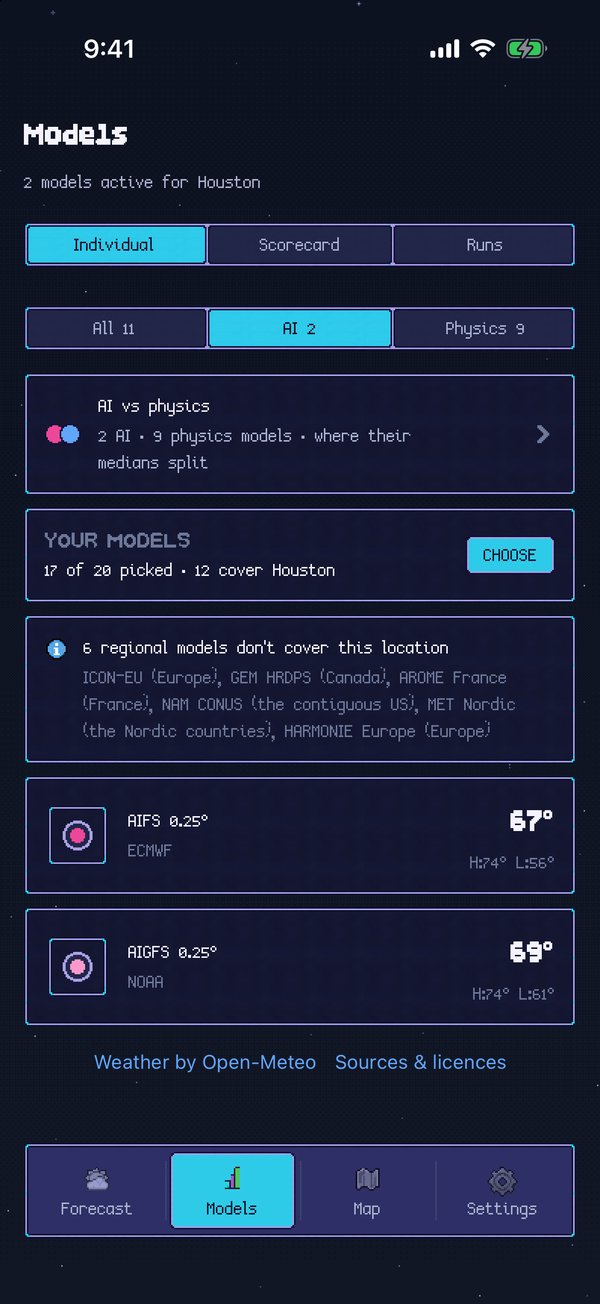 9:41
Models
2 models active for Houston
Individual Scorecard Runs
All 11 AI 2 Physics 9
AI vs physics
2 AI · 9 physics models · where their
medians split
YOUR MODELS
17 of 20 picked · 12 cover Houston
CHOOSE
6 regional models don't cover this location
ICON-EU (Europe), GEM HRDPS (Canada), AROME France
(France), NAM CONUS (the contiguous US), MET Nordic
(the Nordic countries), HARMONIE Europe (Europe)
AIFS 0.25°
ECMWF
67°
H:74° L:56°
AIGFS 0.25°
NOAA
69°
H:74° L:61°
Weather by Open-Meteo Sources & licences
Forecast Models Map Settings